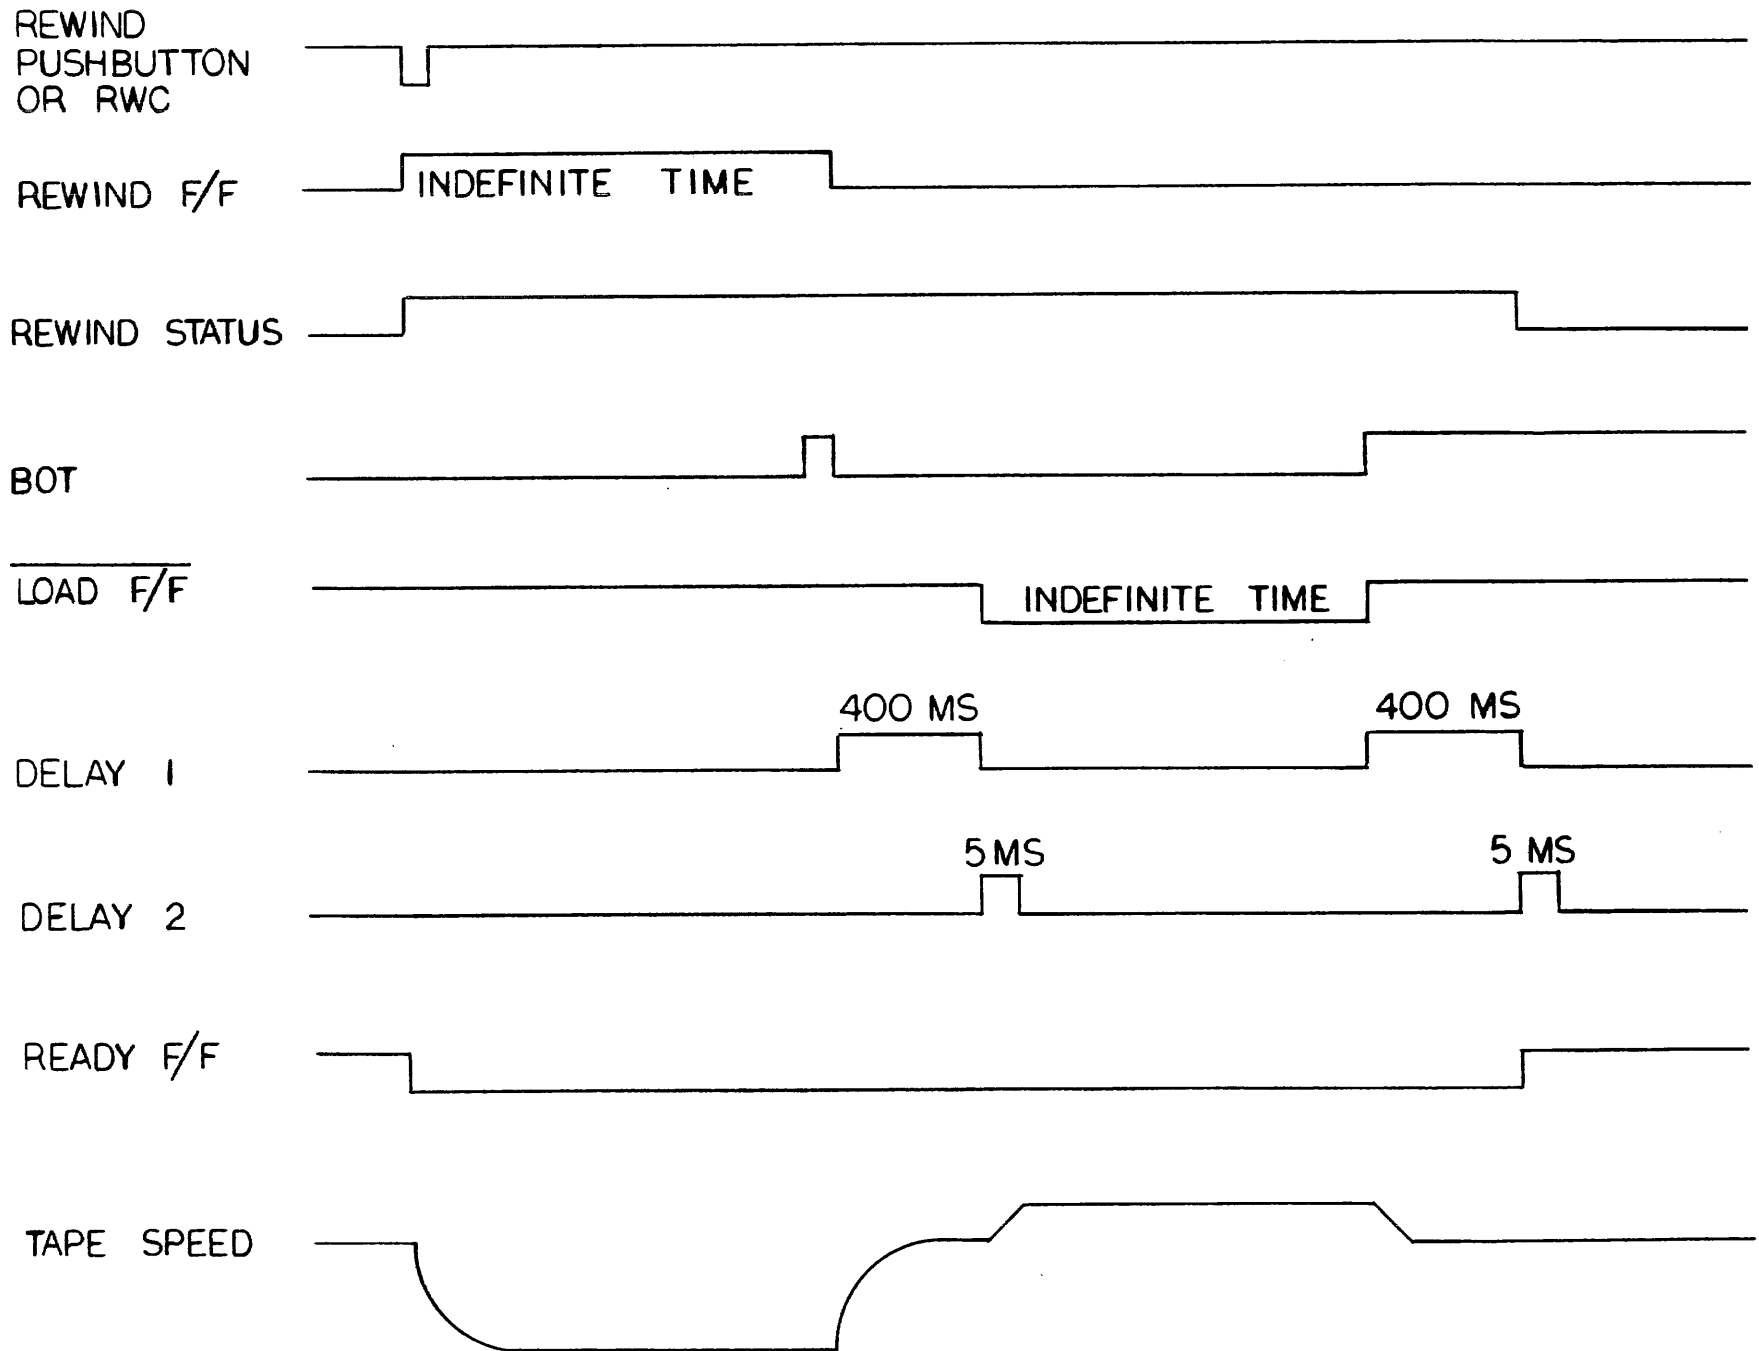 REWIND
PUSHBUTTON
OR RWC
REWIND F/F
INDEFINITE TIME
REWIND STATUS
BOT
LOAD F/F
INDEFINITE TIME
400 MS
400 MS
DELAY 1
5 MS
5 MS
DELAY 2
READY F/F
TAPE SPEED